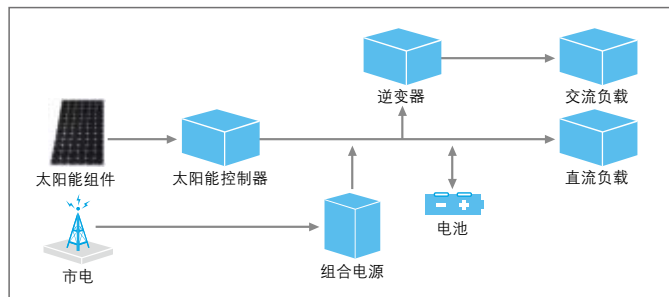 逆变器
交流负载
太阳能组件
太阳能控制器
直流负载
市电
组合电源
电池